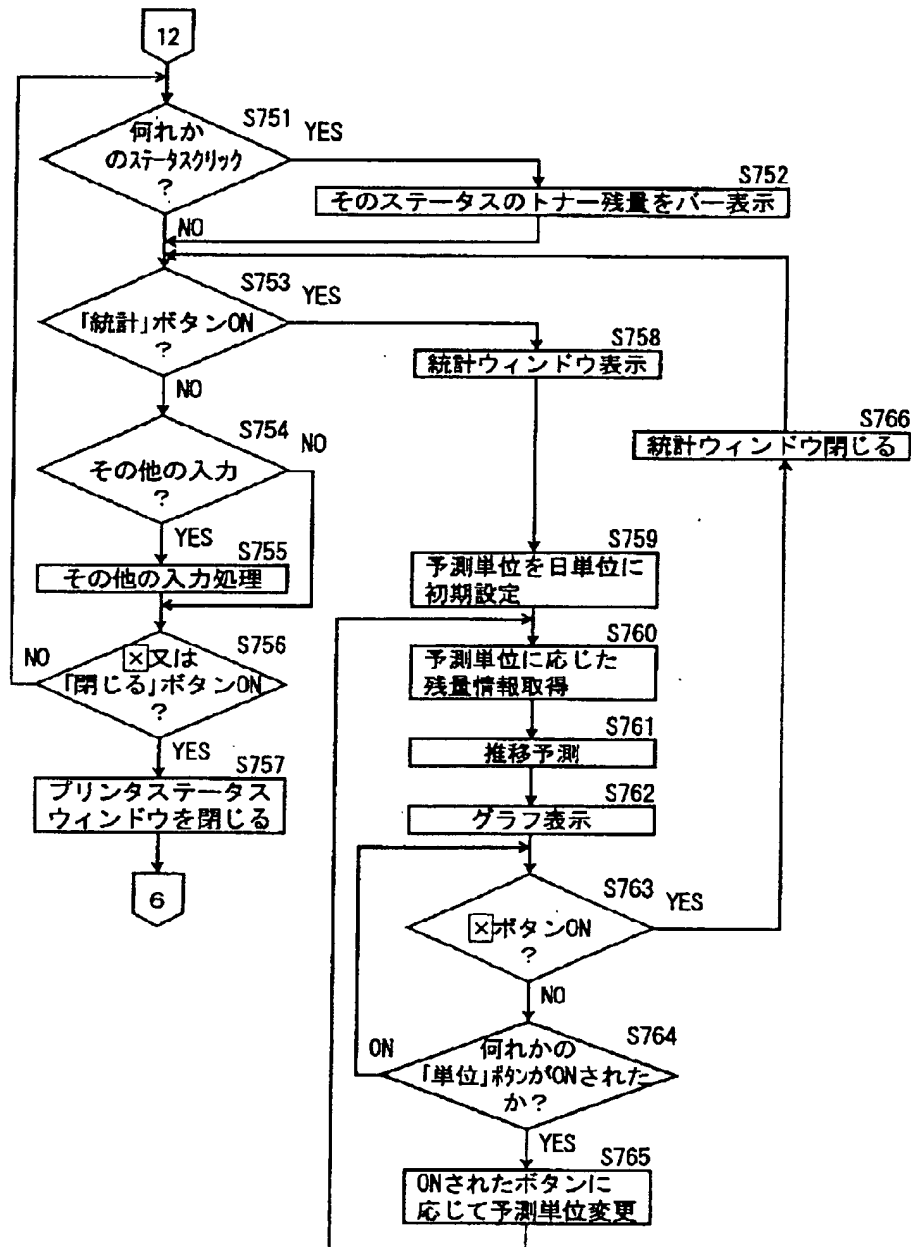 12
S751
何れか
のステータスクリック
?
YES
NO
S752
そのステータスのトナー残量をバー表示
S753
「統計」ボタンON
?
YES
NO
S754
その他の入力
?
NO
YES
S755
その他の入力処理
S756
×又は
「閉じる」ボタンON
?
NO
YES
S757
プリンタステータス
ウィンドウを閉じる
6
S758
統計ウィンドウ表示
S759
予測単位を日単位に
初期設定
S760
予測単位に応じた
残量情報取得
S761
推移予測
S762
グラフ表示
S763
×ボタンON
?
YES
NO
S764
何れかの
「単位」ボタンがONされた
か?
ON
YES
S765
ONされたボタンに
応じて予測単位変更
S766
統計ウィンドウ閉じる